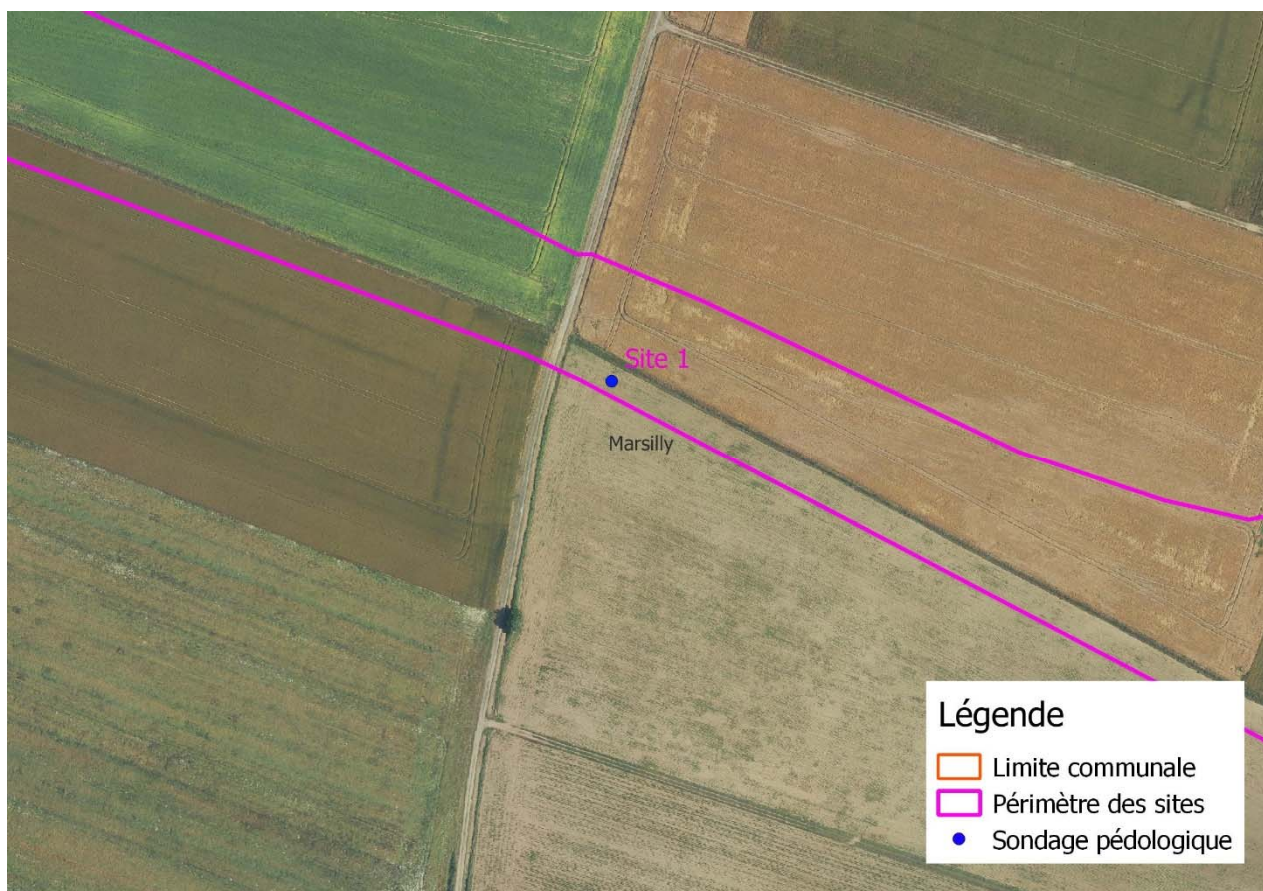 Site 1
Marsilly
Légende
Limite communale
Périmètre des sites
Sondage pédologique